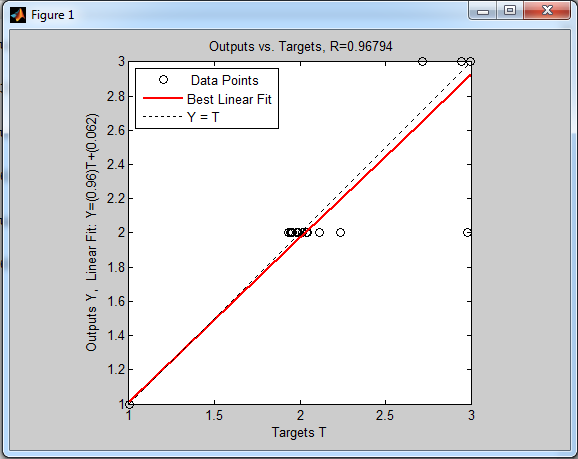 Figure 1
Outputs vs. Targets, R=0.96794
Data Points
Best Linear Fit
Y = T
3
2.8
2.6
2.4
2.2
2
1.8
1.6
1.4
1.2
1
Outputs Y, Linear Fit: Y=(0.96)T+(0.062)
1
1.5
2
2.5
3
Targets T